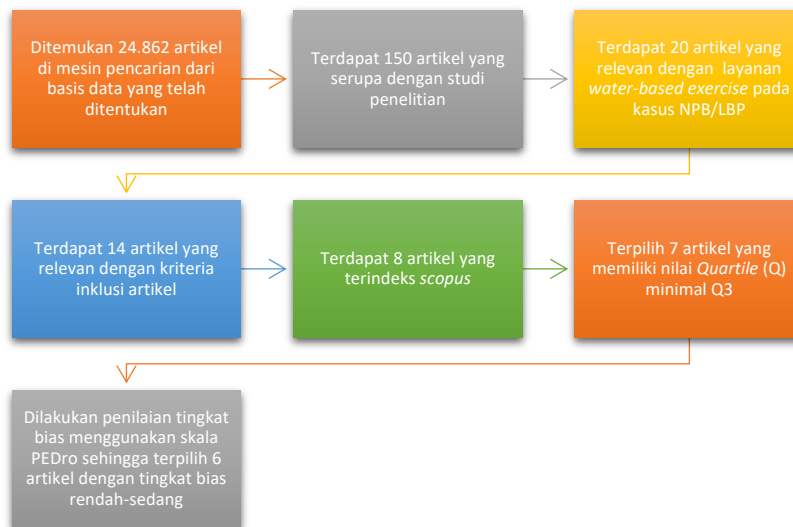 Ditemukan 24.862 artikel
di mesin pencarian dari
basis data yang telah
ditentukan
Terdapat 150 artikel yang
serupa dengan studi
penelitian
Terdapat 20 artikel yang
relevan dengan layanan
water-based exercise pada
kasus NPB/LBP
Terdapat 14 artikel yang
relevan dengan kriteria
inklusi artikel
Terdapat 8 artikel yang
terindeks scopus
Terpilih 7 artikel yang
memiliki nilai Quartile (Q)
minimal Q3
Dilakukan penilaian tingkat
bias menggunakan skala
PEDro sehingga terpilih 6
artikel dengan tingkat bias
rendah-sedang